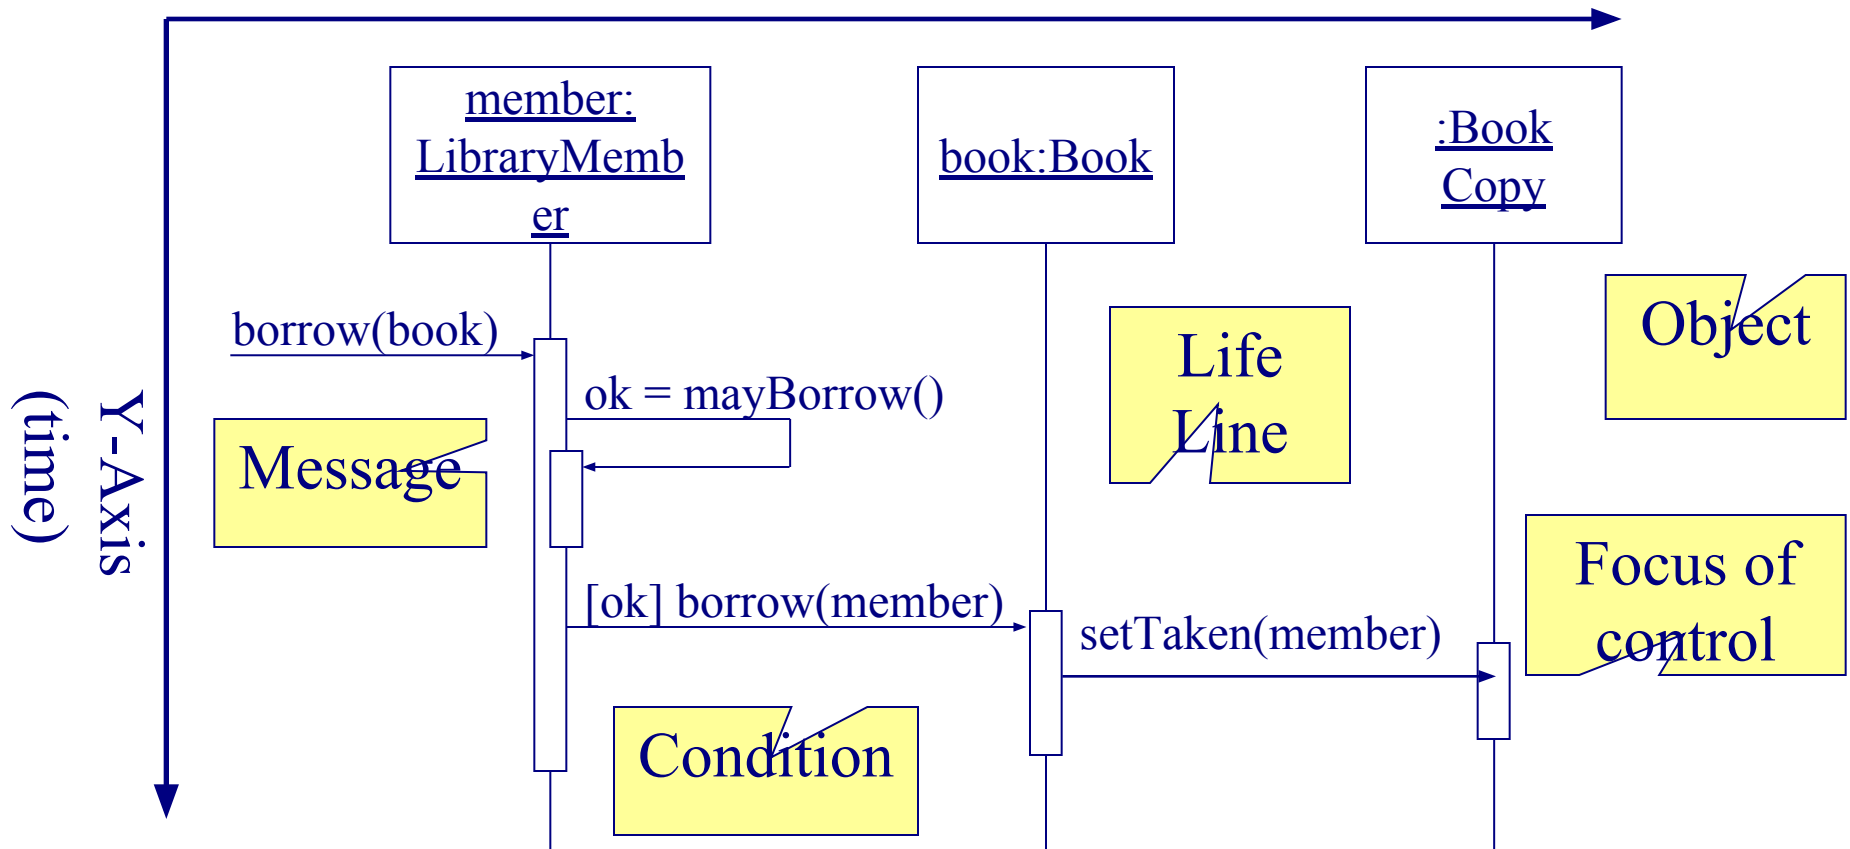 member:
LibraryMemb
er
book:Book
:Book
Copy
borrow(book)
ok = mayBorrow()
Life
Line
Object
Message
Y-Axis
(time)
[ok] borrow(member)
setTaken(member)
Focus of
control
Condition